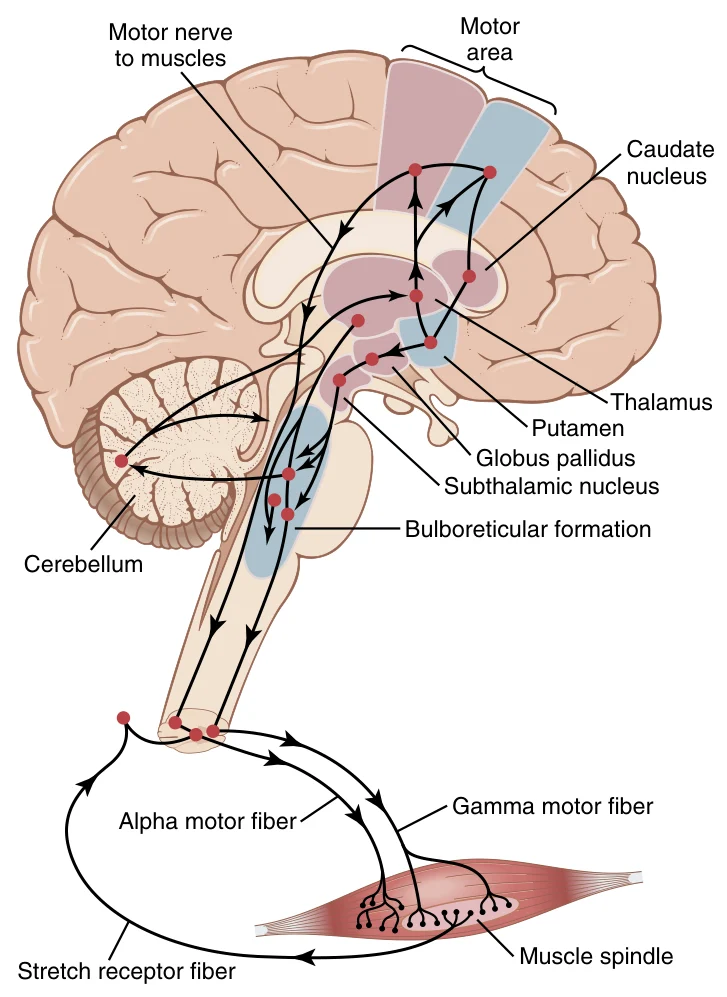 Motor nerve
to muscles
Motor
area
Caudate
nucleus
Thalamus
Putamen
Globus pallidus
Subthalamic nucleus
Bulboreticular formation
Cerebellum
Alpha motor fiber
Gamma motor fiber
Muscle spindle
Stretch receptor fiber